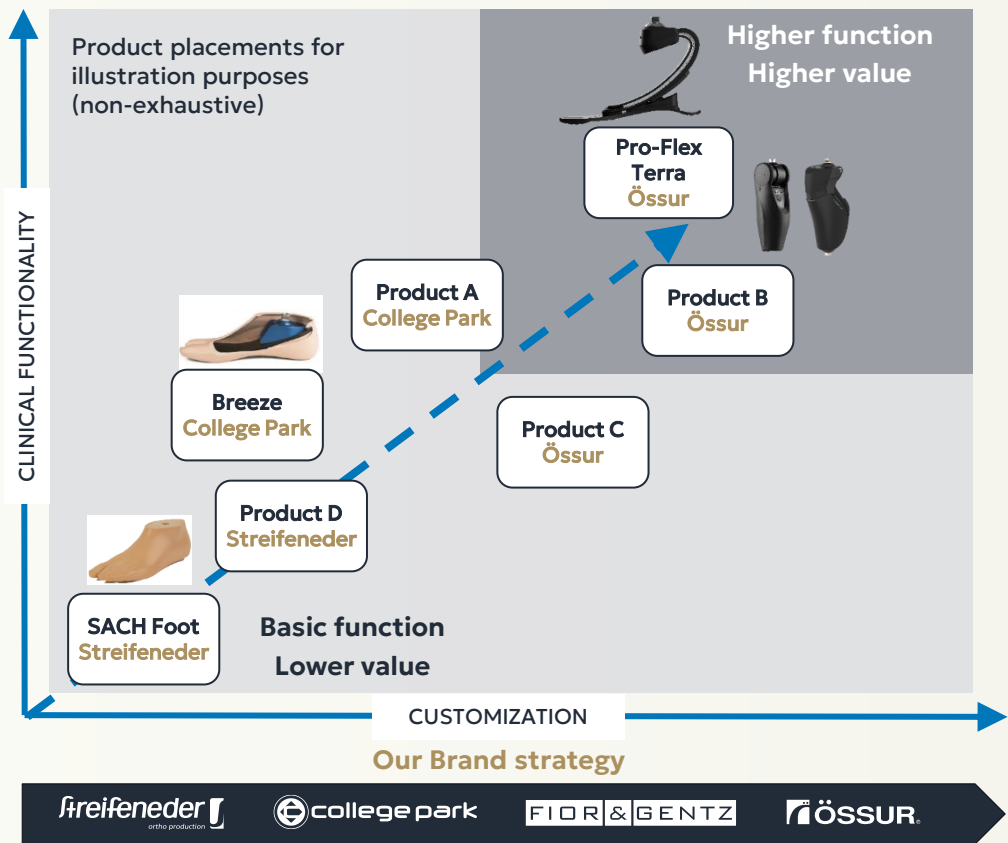 Product placements for
illustration purposes
(non-exhaustive)
Higher function
Higher value
Pro-Flex
Terra
Össur
CLINICAL FUNCTIONALITY
Product A
College Park
Product B
Össur
Breeze
College Park
Product C
Össur
Product D
Streifeneder
SACH Foot
Streifeneder
Basic function
Lower value
CUSTOMIZATION
Our Brand strategy
streifeneder
ortho production
college park
FIOR & GENTZ
ÖSSUR.